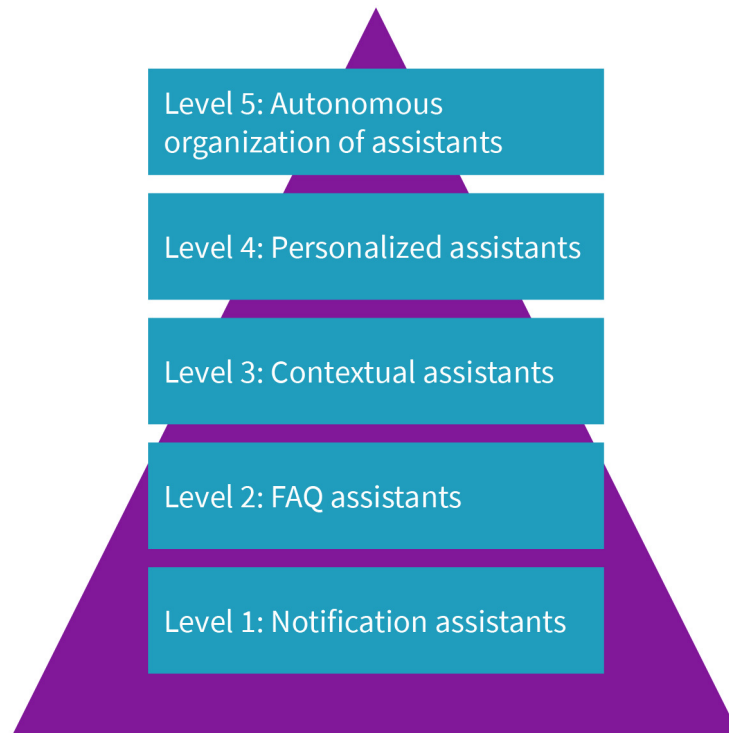 Level 5: Autonomous
organization of assistants
Level 4: Personalized assistants
Level 3: Contextual assistants
Level 2: FAQ assistants
Level 1: Notification assistants